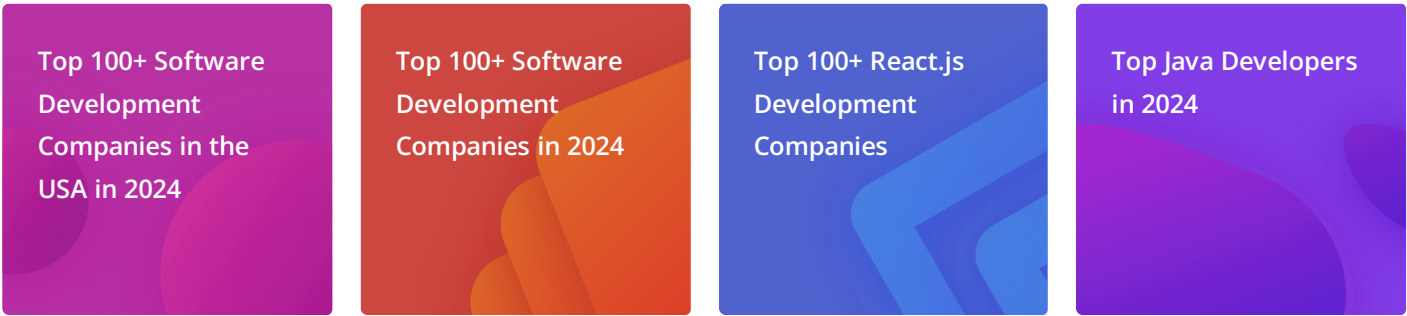 Top 100+ Software
Development
Companies in the
USA in 2024
Top 100+ Software
Development
Companies in 2024
Top 100+ React.js
Development
Companies
Top Java Developers
in 2024